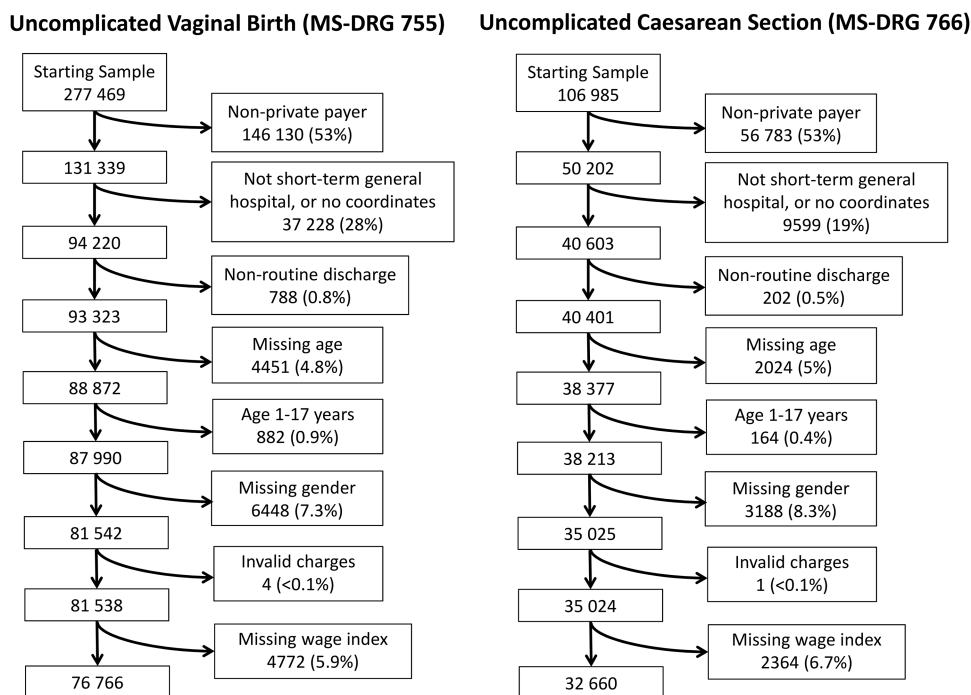 Uncomplicated Vaginal Birth (MS-DRG 755)
Starting Sample
277 469
Non-private payer
146 130 (53%)
131 339
Not short-term general
hospital, or no coordinates
37 228 (28%)
94 220
Non-routine discharge
788 (0.8%)
93 323
Missing age
4451 (4.8%)
88 872
Age 1-17 years
882 (0.9%)
87 990
Missing gender
6448 (7.3%)
81 542
Invalid charges
4 (<0.1%)
81 538
Missing wage index
4772 (5.9%)
76 766
Uncomplicated Caesarean Section (MS-DRG 766)
Starting Sample
106 985
Non-private payer
56 783 (53%)
50 202
Not short-term general
hospital, or no coordinates
9599 (19%)
40 603
Non-routine discharge
202 (0.5%)
40 401
Missing age
2024 (5%)
38 377
Age 1-17 years
164 (0.4%)
38 213
Missing gender
3188 (8.3%)
35 025
Invalid charges
1 (<0.1%)
35 024
Missing wage index
2364 (6.7%)
32 660